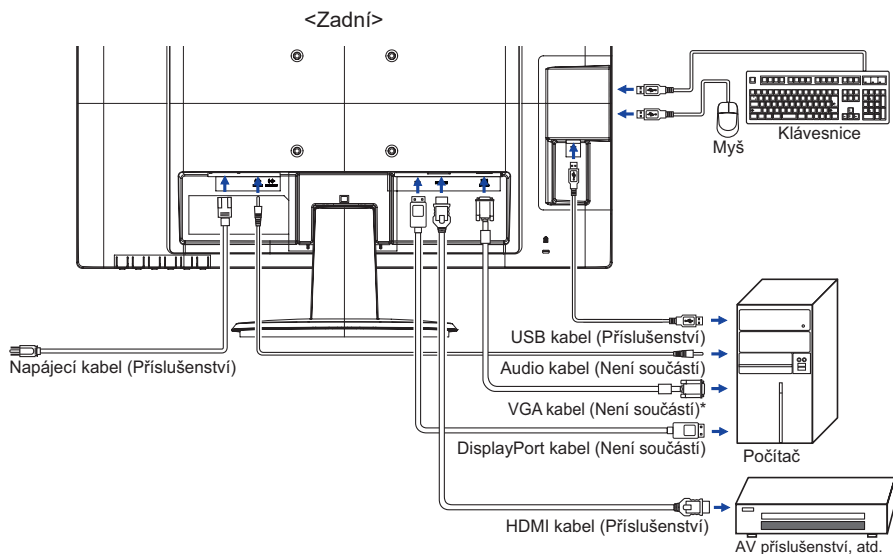 <Zadní>
Klávesnice
Myš
USB kabel (Příslušenství)
Napájecí kabel (Příslušenství)
Audio kabel (Není součástí)
VGA kabel (Není součástí)*
DisplayPort kabel (Není součástí)
Počítač
HDMI kabel (Příslušenství)
AV příslušenství, atd.